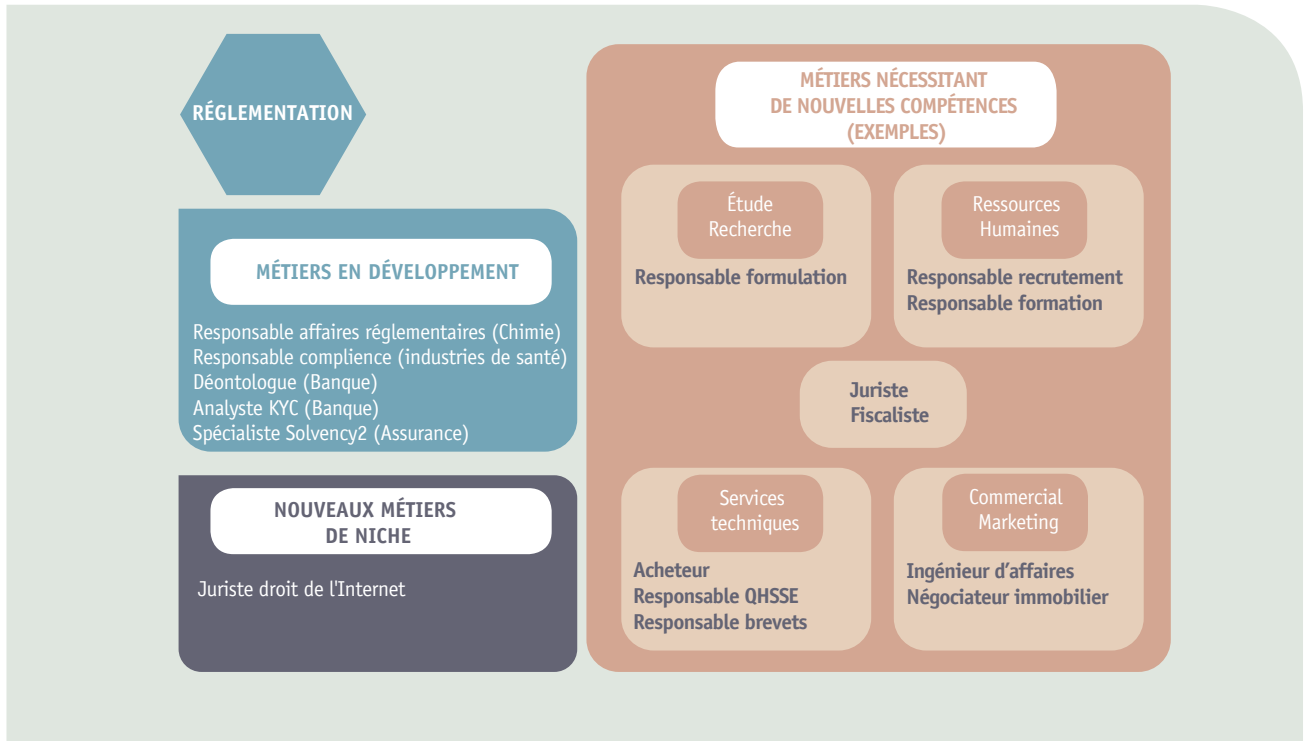 RÉGLEMENTATION
MÉTIERS EN DÉVELOPPEMENT
Responsable affaires réglementaires (Chimie)
Responsable complience (industries de santé)
Déontologue (Banque)
Analyste KYC (Banque)
Spécialiste Solvency2 (Assurance)
NOUVEAUX MÉTIERS
DE NICHE
Juriste droit de l'Internet
MÉTIERS NÉCESSITANT
DE NOUVELLES COMPÉTENCES
(EXEMPLES)
Étude
Recherche
Responsable formulation
Ressources
Humaines
Responsable recrutement
Responsable formation
Juriste
Fiscaliste
Services
techniques
Acheteur
Responsable QHSSE
Responsable brevets
Commercial
Marketing
Ingénieur d'affaires
Négociateur immobilier